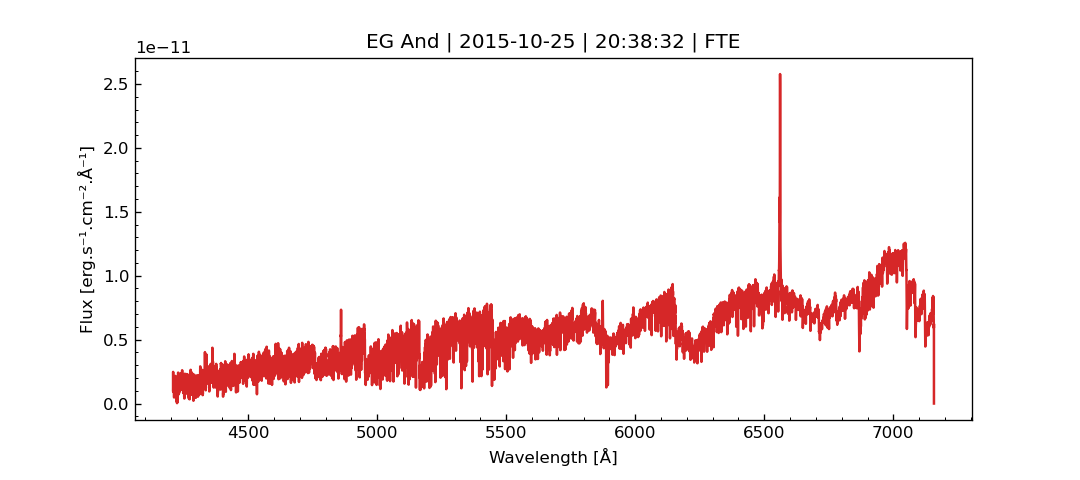 EG And | 2015-10-25 | 20:38:32 | FTE
1e−11
2.5
2.0
1.5
1.0
0.5
0.0
Flux [erg.s⁻¹.cm⁻².Å⁻¹]
4500 5000 5500 6000 6500 7000
Wavelength [Å]